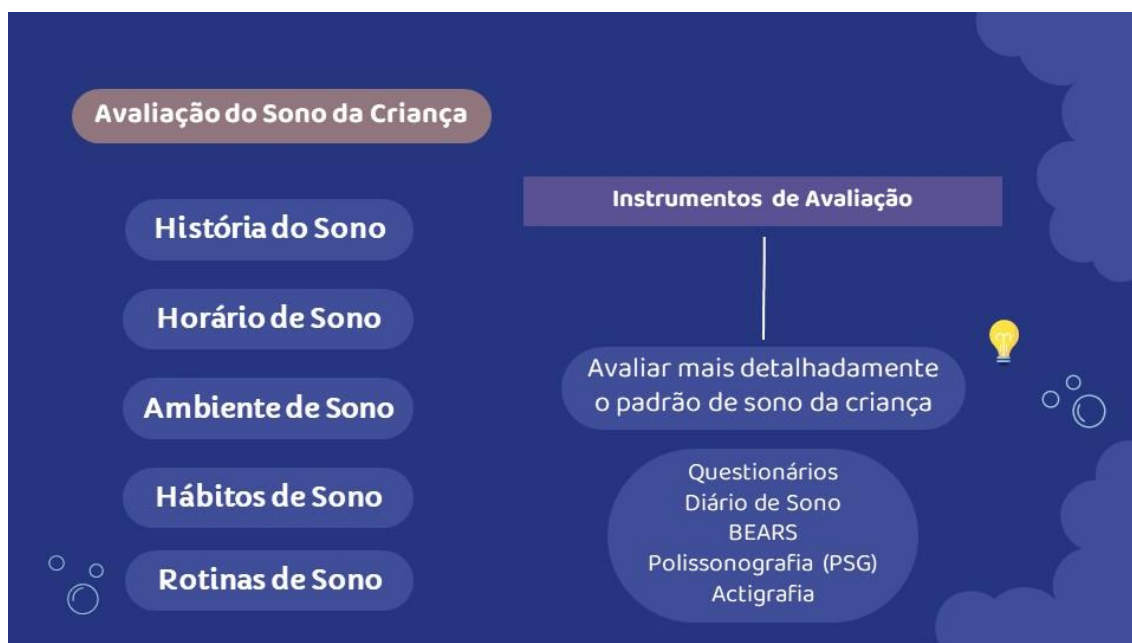 Avaliação do Sono da Criança
História do Sono
Horário de Sono
Ambiente de Sono
Hábitos de Sono
Rotinas de Sono
Instrumentos de Avaliação
Avaliar mais detalhadamente
o padrão de sono da criança
Questionários
Diário de Sono
BEARS
Polissonografia (PSG)
Actigrafia